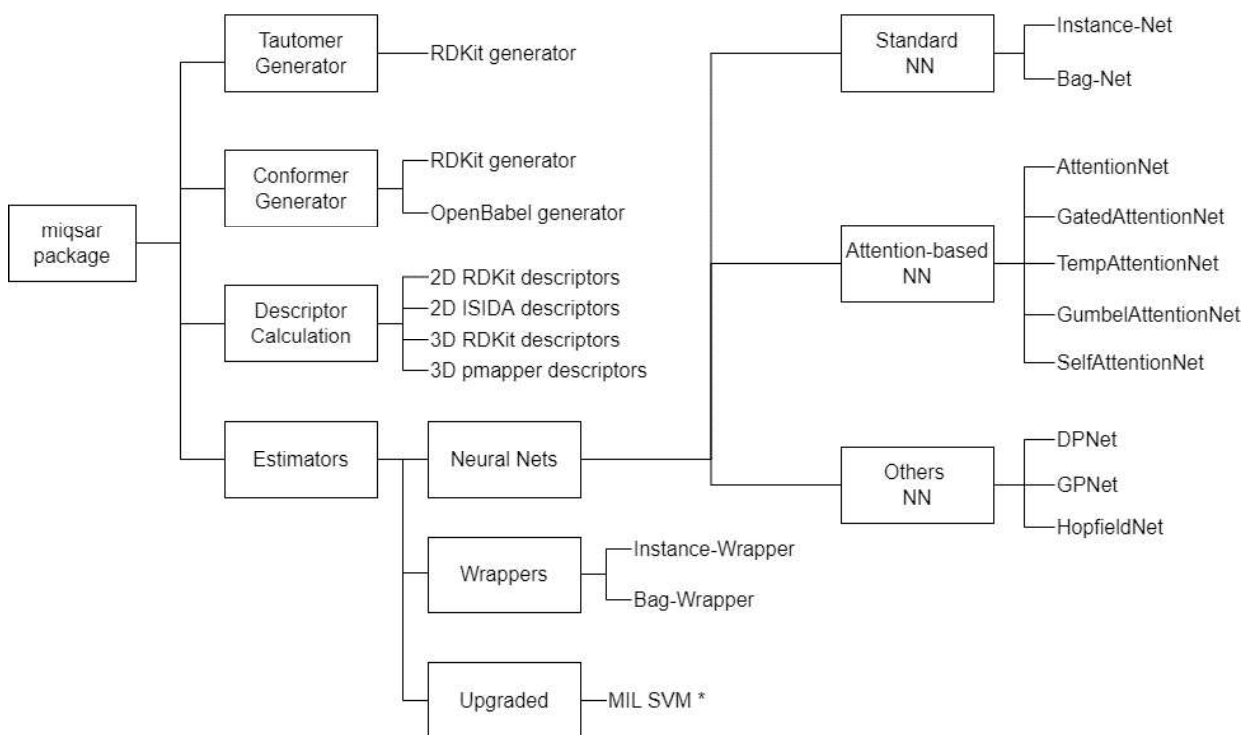 miqsar
package
Tautomer
Generator
RDKit generator
Conformer
Generator
RDKit generator
OpenBabel generator
Descriptor
Calculation
2D RDKit descriptors
2D ISIDA descriptors
3D RDKit descriptors
3D pmapper descriptors
Estimators
Neural Nets
Standard
NN
Instance-Net
Bag-Net
Attention-based
NN
AttentionNet
GatedAttentionNet
TempAttentionNet
GumbelAttentionNet
SelfAttentionNet
Others
NN
DPNet
GPNet
HopfieldNet
Wrappers
Instance-Wrapper
Bag-Wrapper
Upgraded
MIL SVM *